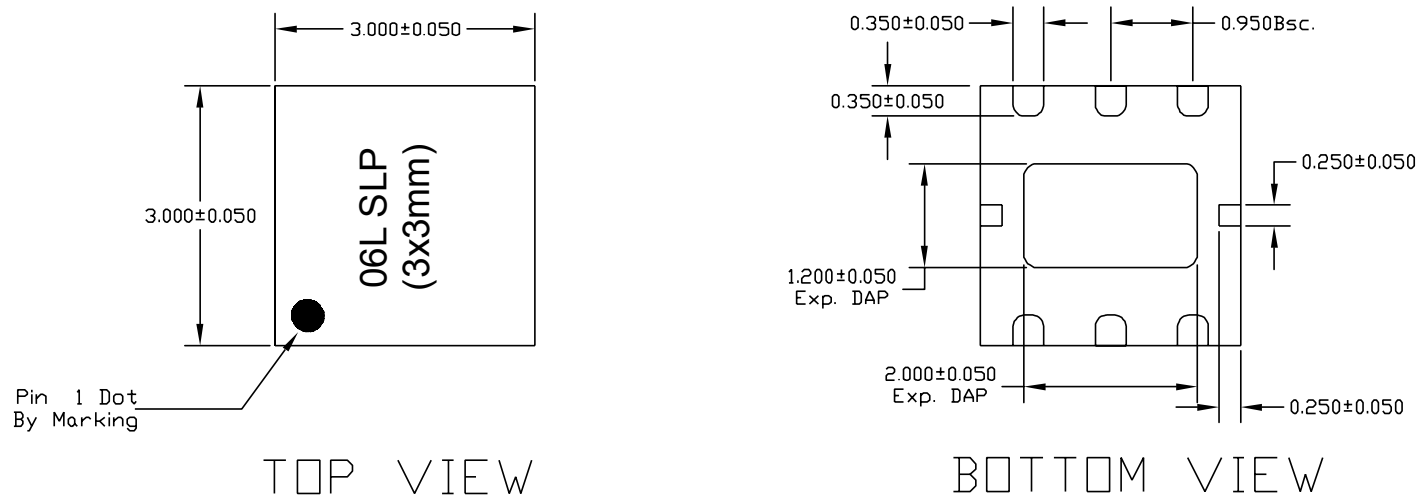 3.000±0.050
3.000±0.050
06L SLP
(3x3mm)
Pin 1 Dot
By Marking
TOP VIEW
0.350±0.050
0.950Bsc.
0.350±0.050
0.250±0.050
1.200±0.050
Exp. DAP
2.000±0.050
Exp. DAP
0.250±0.050
BOTTOM VIEW